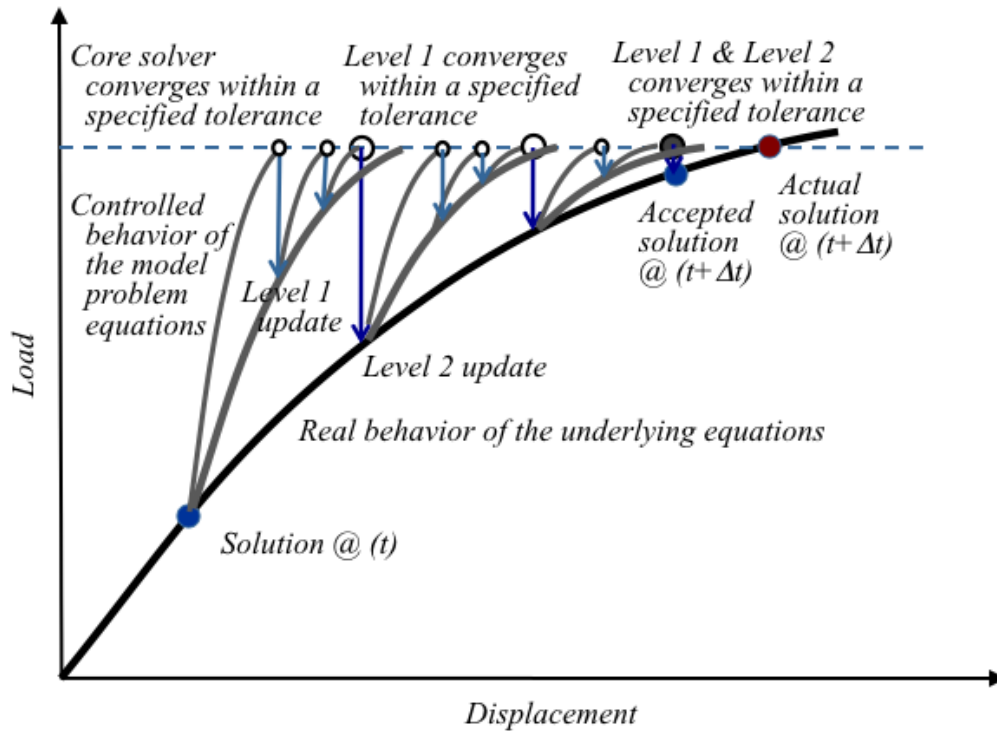 Core solver
converges within a
specified tolerance
Level 1 converges
within a specified
tolerance
Level 1 & Level 2
converges within a
specified tolerance
Controlled
behavior of
the model
problem
equations
Level 1
update
Accepted
solution
@ (t+ Δt)
Actual
solution
@ (t+ Δt)
Level 2 update
Real behavior of the underlying equations
Solution @ (t)
Load
Displacement